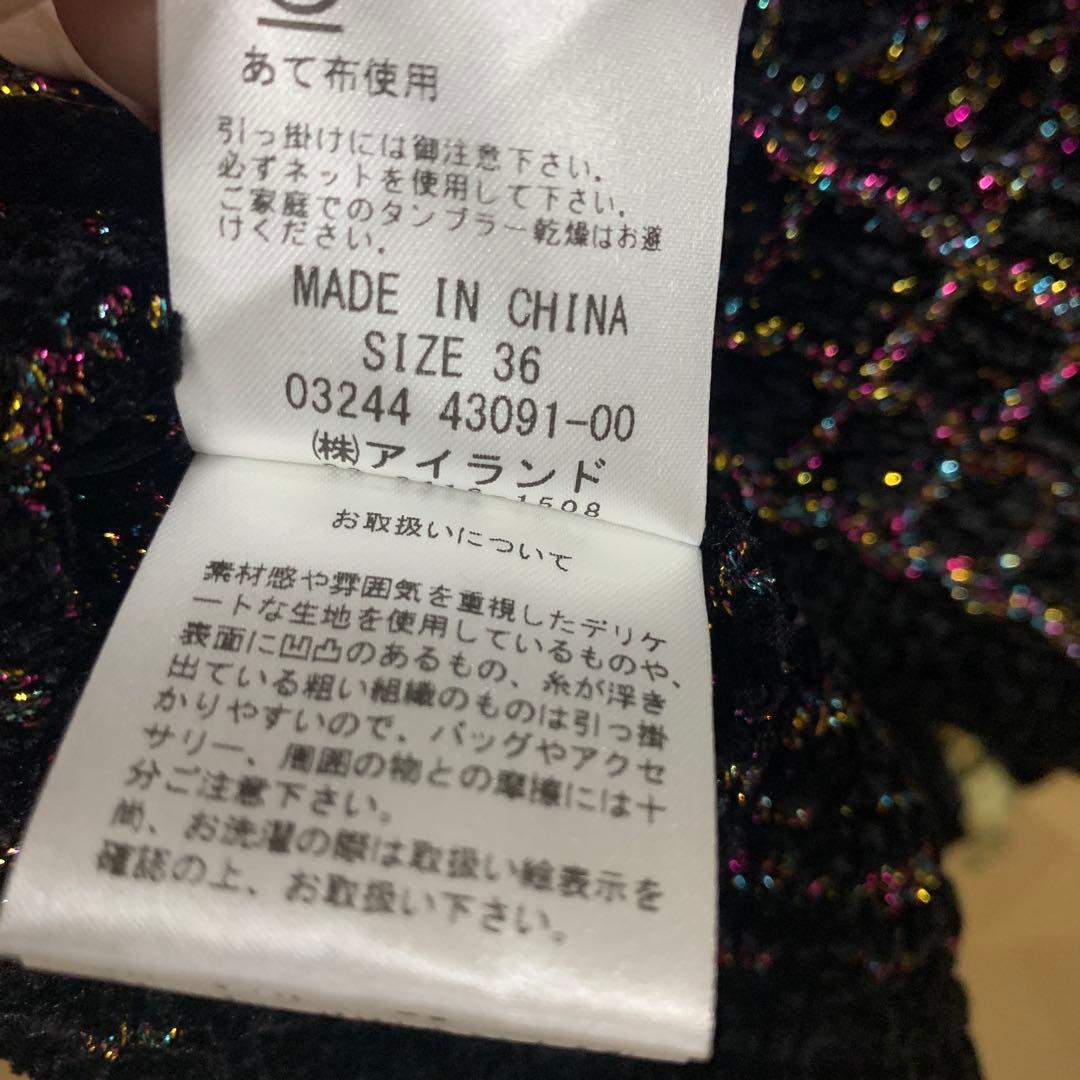 あて布使用
引っ掛けには御注意下さい.
必ずネットを使用して下さい.
ご家庭でのタンブラー乾燥はお避
けください.
MADE IN CHINA
SIZE 36
03244 43091-00
㈱アイランド
1508
お取扱いについて
素材感や雰囲気を重視したデリケ
ートな生地を使用しているものや、
表面に凹凸のあるもの、糸が浮き
出ている粗い組織のものは引っ掛
かりやすいので、バッグやアクセ
サリー、周囲の物との摩擦には十
分ご注意下さい。
尚、お洗濯の際は取扱い絵表示を
確認の上、お取扱い下さい。